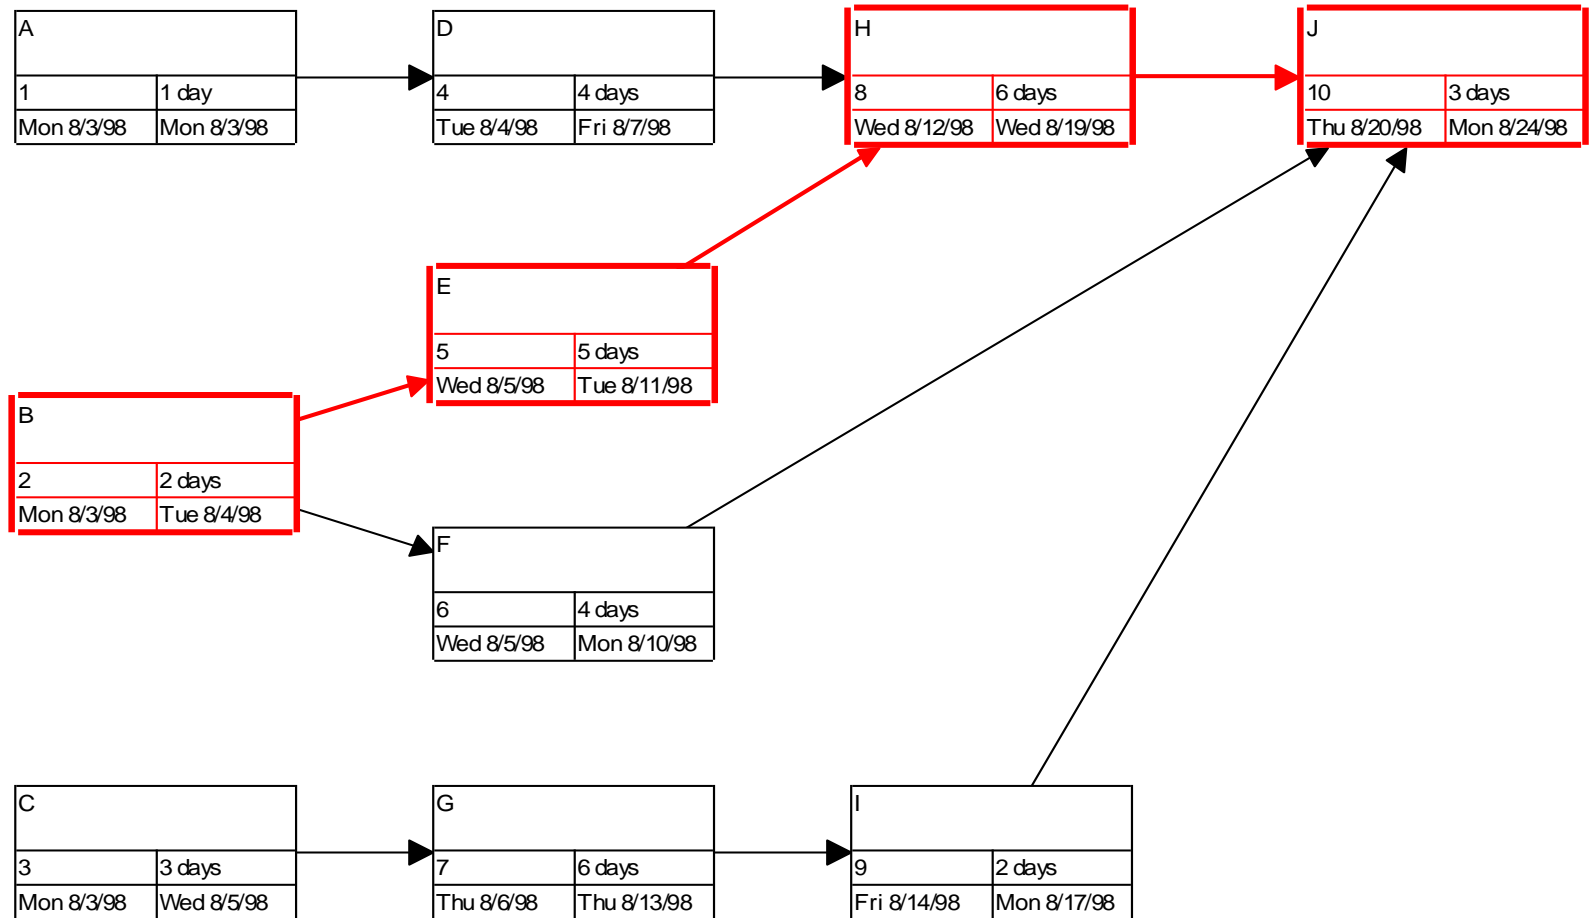 A
1 1 day
Mon 8/3/98 Mon 8/3/98
D
4 4 days
Tue 8/4/98 Fri 8/7/98
H
8 6 days
Wed 8/12/98 Wed 8/19/98
J
10 3 days
Thu 8/20/98 Mon 8/24/98
E
5 5 days
Wed 8/5/98 Tue 8/11/98
B
2 2 days
Mon 8/3/98 Tue 8/4/98
F
6 4 days
Wed 8/5/98 Mon 8/10/98
C
3 3 days
Mon 8/3/98 Wed 8/5/98
G
7 6 days
Thu 8/6/98 Thu 8/13/98
I
9 2 days
Fri 8/14/98 Mon 8/17/98